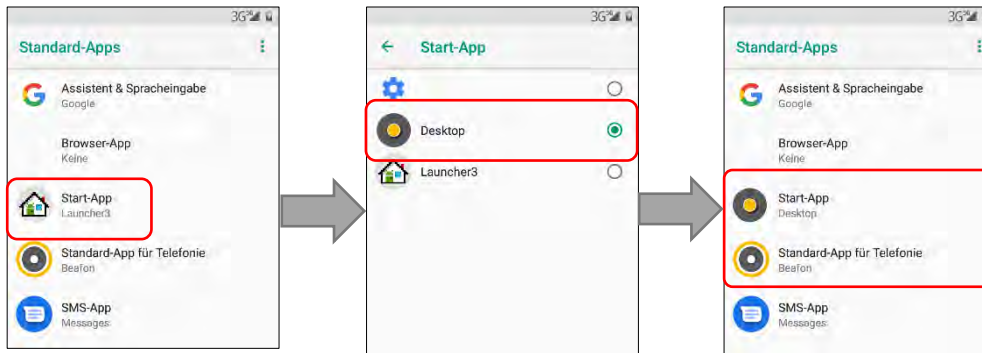 3G
Standard-Apps
Assistent & Spracheingabe
Google
Browser-App
Keine
Start-App
Launcher3
Standard-App für Telefonie
Beafon
SMS-App
Messages
3G
Start-App
Desktop
Launcher3
3G
Standard-Apps
Assistent & Spracheingabe
Google
Browser-App
Keine
Start-App
Desktop
Standard-App für Telefonie
Beafon
SMS-App
Messages